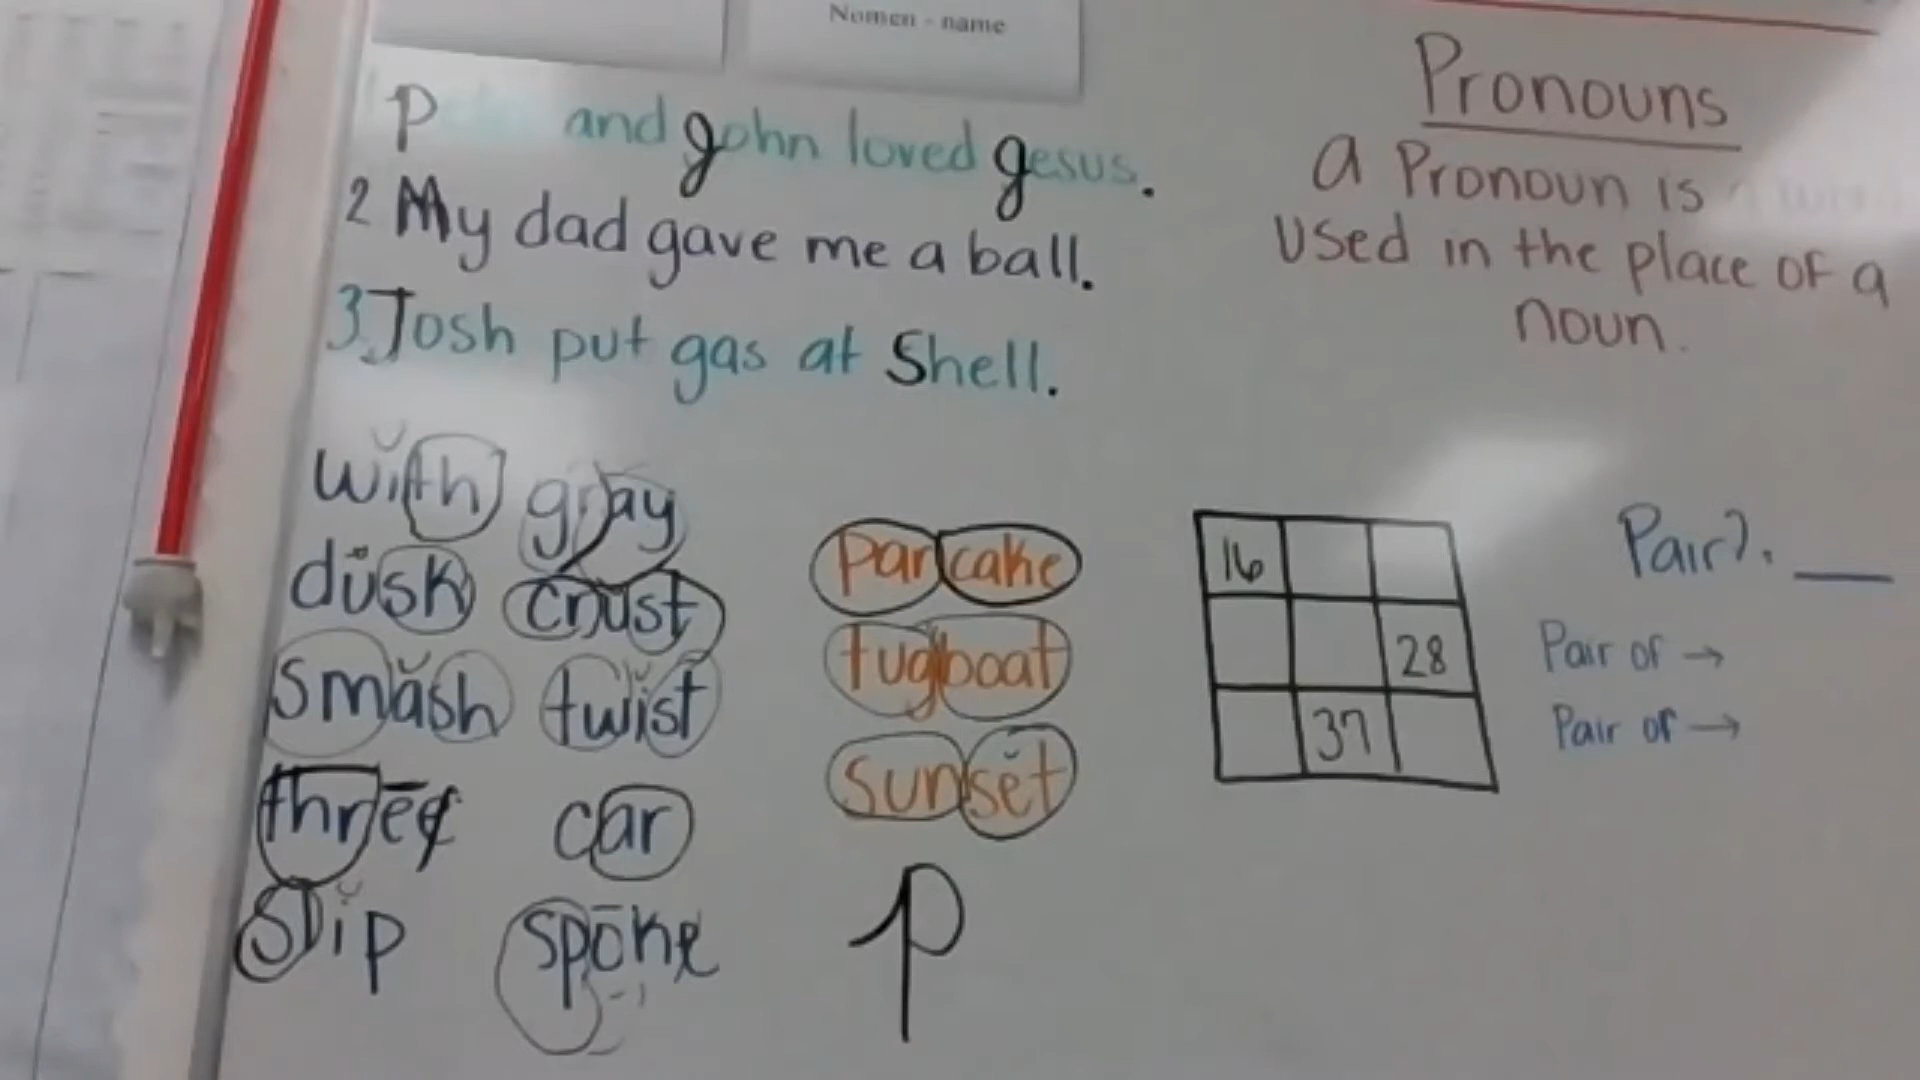 Nomen - name
P and John loved Jesus.
2 My dad gave me a ball.
3 Josh put gas at Shell.
Pronouns
a Pronoun is a word
used in the place of a
noun.
with gray
dusk crust
smash twist
three car
slip spoke
pancake
tugboat
sunset
p
16
28
37
Pair
Pair of →
Pair of →